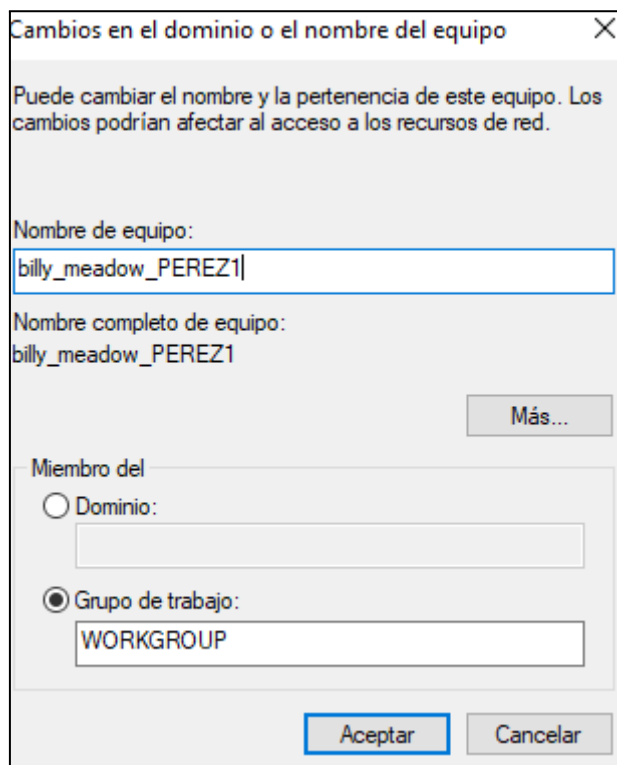 Cambios en el dominio o el nombre del equipo
Puede cambiar el nombre y la pertenencia de este equipo. Los
cambios podrían afectar al acceso a los recursos de red.
Nombre de equipo:
billy_meadow_PEREZ1
Nombre completo de equipo:
billy_meadow_PEREZ1
Más...
Miembro del
Dominio:
Grupo de trabajo:
WORKGROUP
Aceptar Cancelar